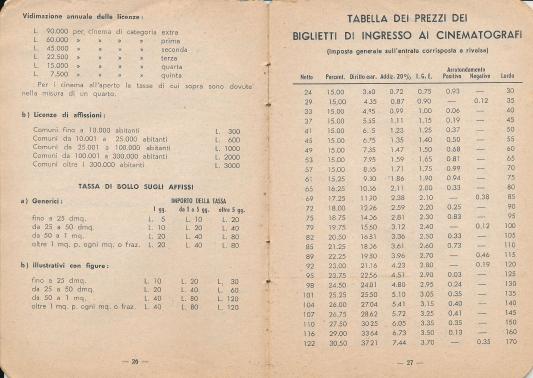 Vidimazione annuale delle licenze:
L. 90.000 per cinema di categoria extra
L. 60.000 » » » » prima
L. 45.000 » » » » seconda
L. 22.500 » » » » terza
L. 15.000 » » » » quarta
L. 7.500 » » » » quinta
Per i cinema all'aperto la tasse di cui sopra sono dovute
nella misura di un quarto.
b) Licenze di affissioni:
Comuni fino a 10.000 abitanti L. 300
Comuni da 10.001 a 25.000 abitanti L. 600
Comuni da 25.001 a 100.000 abitanti L. 1000
Comuni da 100.001 a 300.000 abitanti L. 2000
Comuni oltre i 300.000 abitanti L. 3000
TASSA DI BOLLO SUGLI AFFISSI
a) Generici: IMPORTO DELLA TASSA
1 gg. da 1 a 5 gg. oltre 5 gg.
fino a 25 dmq. L. 5 L. 10 L. 20
da 25 a 50 dmq. L. 10 L. 20 L. 40
da 50 a 1 mq. L. 20 L. 40 L. 80
oltre 1 mq. p. ogni mq. o fraz. L. 20 L. 40 L. 80
b) illustrativi con figure:
fino a 25 dmq. L. 10 L. 20 L. 30
da 25 a 50 dmq. L. 20 L. 40 L. 60
da 50 a 1 mq. L. 40 L. 80 L. 120
oltre 1 mq. p. ogni mq. o fraz. L. 40 L. 80 L. 120
— 26 —
TABELLA DEI PREZZI DEI
BIGLIETTI DI INGRESSO AI CINEMATOGRAFI
(Imposta generale sull'entrata corrisposta e rivalsa)
Arrotondamento
Netto Percent. Diritto erar. Addiz. 20% I. G. E. Positivo Negativo Lordo
24 15,00 3.60 0.72 0.75 0.93 — 30
29 15,00 4.35 0.87 0.90 — 0.12 35
33 15,00 4.95 0.99 1.00 0.06 — 40
37 15,00 5.55 1.11 1.15 0.19 — 45
41 15,00 1.23 1.25 0.37 — 50
45 15,00 6.75 1.35 1.40 0.50 — 55
49 15,00 7.35 1.47 1.50 0.68 — 60
53 15,00 7.95 1.59 1.65 0.81 — 65
57 15,00 8.55 1.71 1.75 0.99 — 70
61 15,25 9.30 1.86 1.90 0.94 — 75
65 16,25 10.56 2.11 2.00 0.33 — 80
69 17,25 11.90 2.38 2.10 — 0.38 85
72 18,00 12.96 2.59 2.20 0.25 — 90
75 18,75 14.06 2.81 2.30 0.83 — 95
79 19,75 15.60 3.12 2.40 — 0.12 100
82 20,50 16.81 3.36 2.50 0.33 — 105
85 21,25 18.06 3.61 2.60 0.73 — 110
89 22,25 19.80 3.96 2.70 — 0.46 115
92 23,00 21.16 4.23 2.80 — 0.19 120
95 23,75 22.56 4.51 2.90 0.03 — 125
98 24,50 24.01 4.80 2.95 0.24 — 130
101 25,25 25.50 5.10 3.05 0.35 — 135
104 26,00 27.04 5.41 3.15 0.40 — 140
107 26,75 28.62 5.72 3.25 0.41 — 145
110 27,50 30.25 6.05 3.35 0.35 — 150
116 29,00 33.64 6.73 3.50 0.13 — 160
122 30,50 37.21 7.44 3.70 — 0.35 170
— 27 —